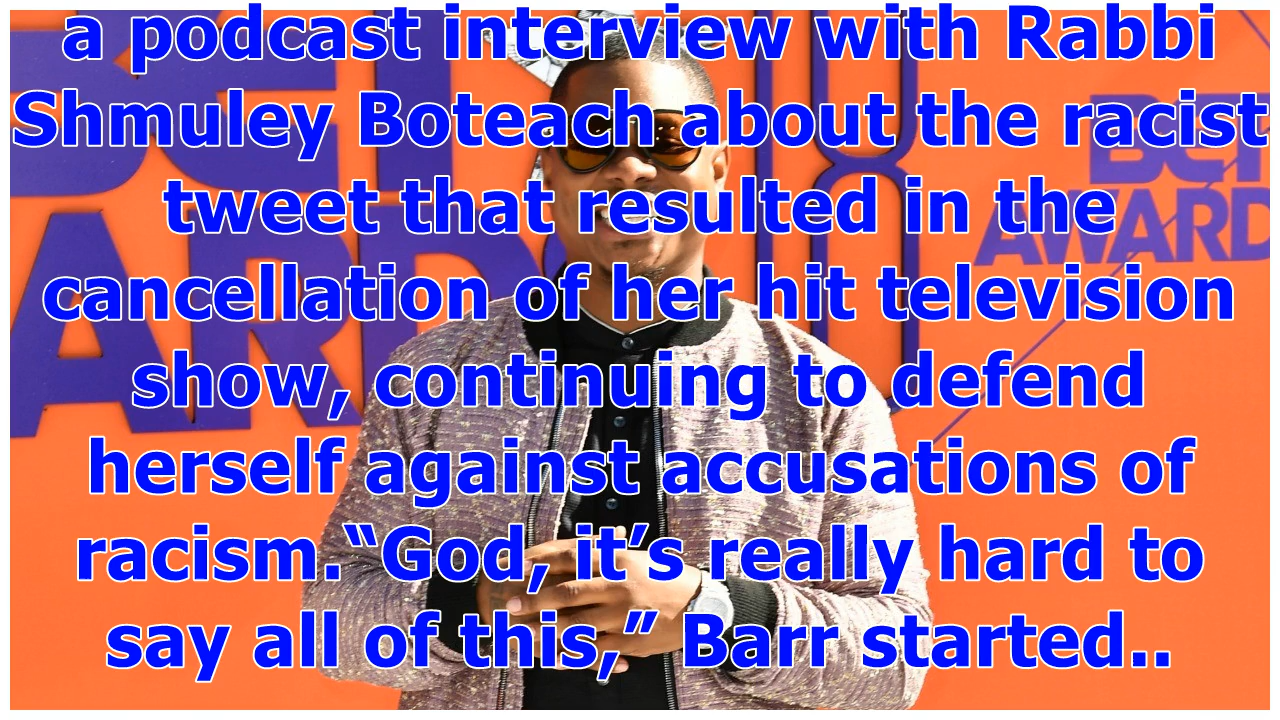 a podcast interview with Rabbi
Shmuley Boteach about the racist
tweet that resulted in the
cancellation of her hit television
show, continuing to defend
herself against accusations of
racism.“God, it’s really hard to
say all of this,” Barr started..
BET
AWARD